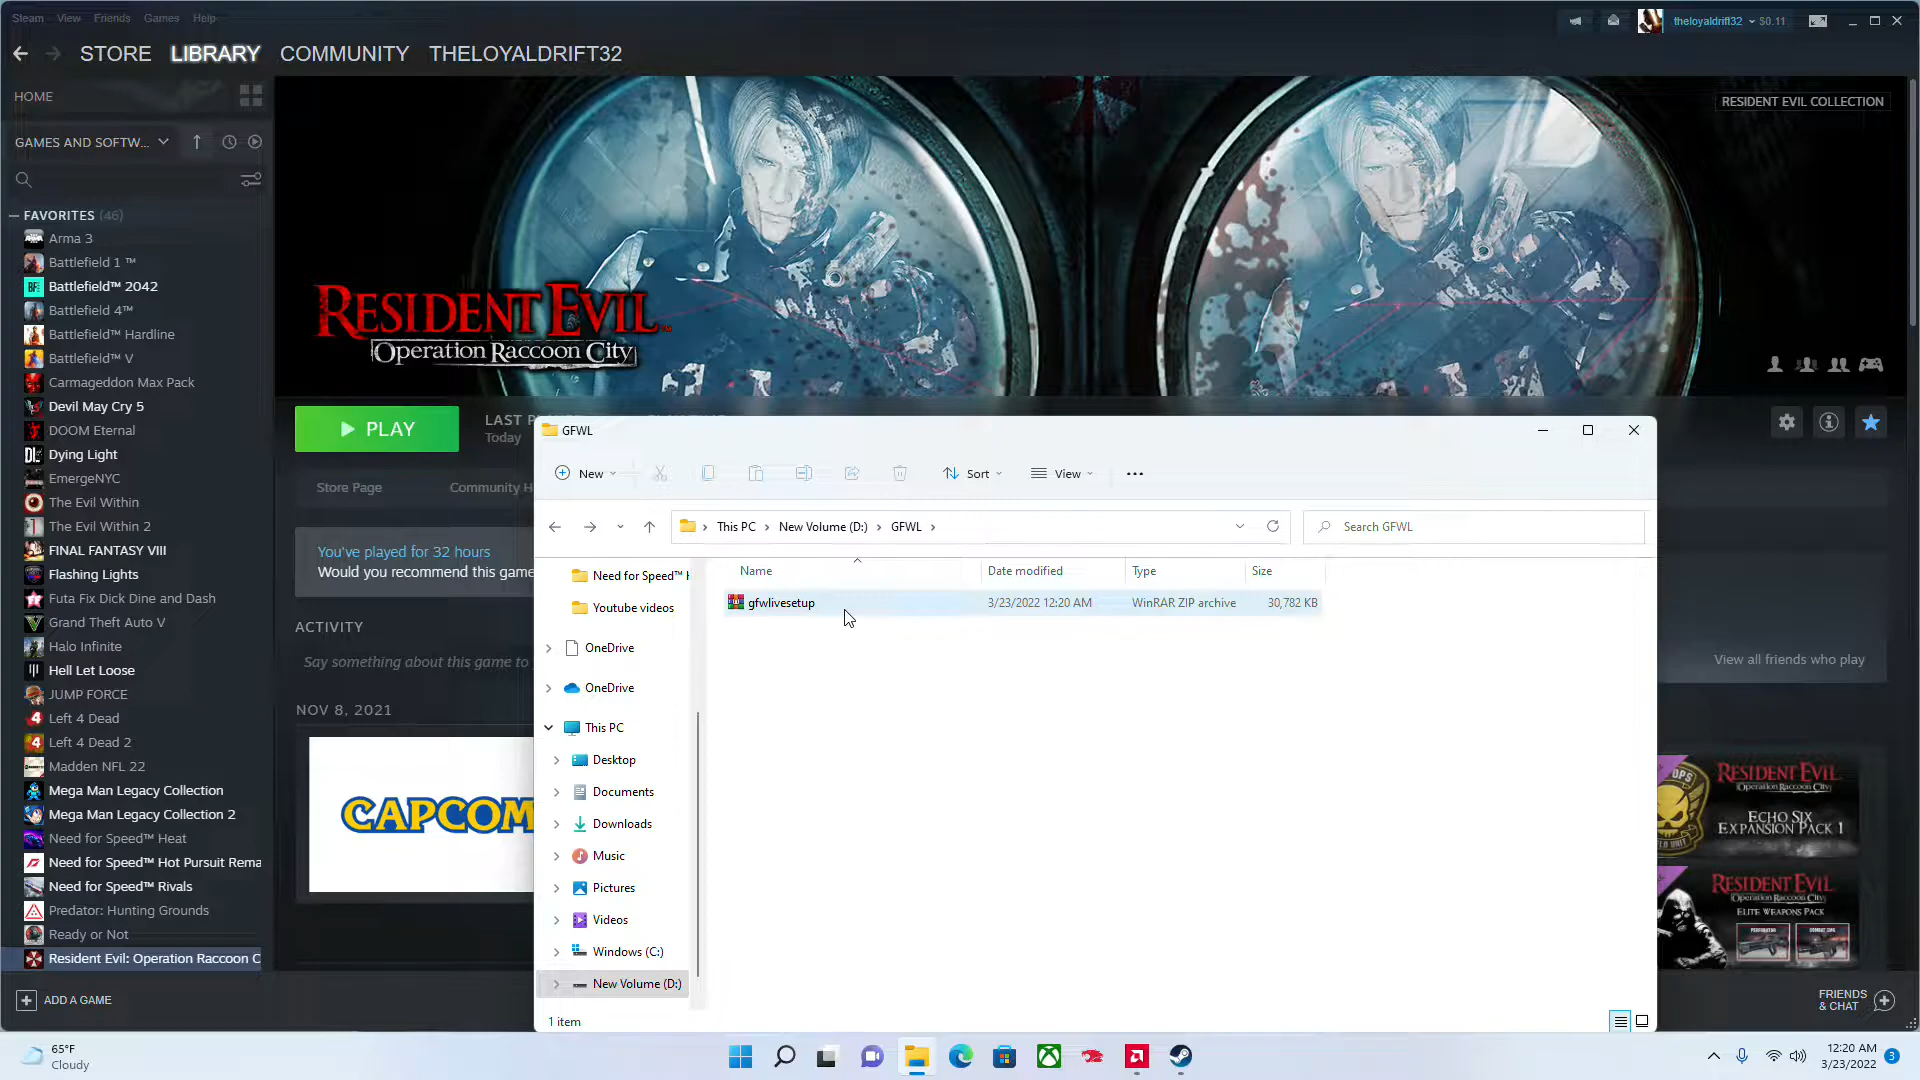 Steam View Friends Games Help
theloyaldrift32 $0.11
STORE LIBRARY COMMUNITY THELOYALDRIFT32
HOME
RESIDENT EVIL COLLECTION
GAMES AND SOFTW...
FAVORITES (46)
Arma 3
Battlefield 1 ™
Battlefield™ 2042
Battlefield 4™
Battlefield™ Hardline
Battlefield™ V
Carmageddon Max Pack
Devil May Cry 5
DOOM Eternal
Dying Light
EmergeNYC
The Evil Within
The Evil Within 2
FINAL FANTASY VIII
Flashing Lights
Futa Fix Dick Dine and Dash
Grand Theft Auto V
Halo Infinite
Hell Let Loose
JUMP FORCE
Left 4 Dead
Left 4 Dead 2
Madden NFL 22
Mega Man Legacy Collection
Mega Man Legacy Collection 2
Need for Speed™ Heat
Need for Speed™ Hot Pursuit Rema
Need for Speed™ Rivals
Predator: Hunting Grounds
Ready or Not
Resident Evil: Operation Raccoon C
ADD A GAME
RESIDENT EVIL™
Operation Raccoon City
PLAY
LAST P
Today
Store Page Community H
You've played for 32 hours
Would you recommend this game
ACTIVITY
Say something about this game to
NOV 8, 2021
CAPCOM
View all friends who play
RESIDENT EVIL
Operation Raccoon City
ECHO SIX
EXPANSION PACK 1
RESIDENT EVIL
Operation Raccoon City
ELITE WEAPONS PACK
FRIENDS
& CHAT
GFWL
New Sort View
This PC New Volume (D:) GFWL
Search GFWL
Name Date modified Type Size
gfwlivesetup 3/23/2022 12:20 AM WinRAR ZIP archive 30,782 KB
Need for Speed™ H
Youtube videos
OneDrive
OneDrive
This PC
Desktop
Documents
Downloads
Music
Pictures
Videos
Windows (C:)
New Volume (D:)
1 item
65°F
Cloudy
12:20 AM
3/23/2022
3